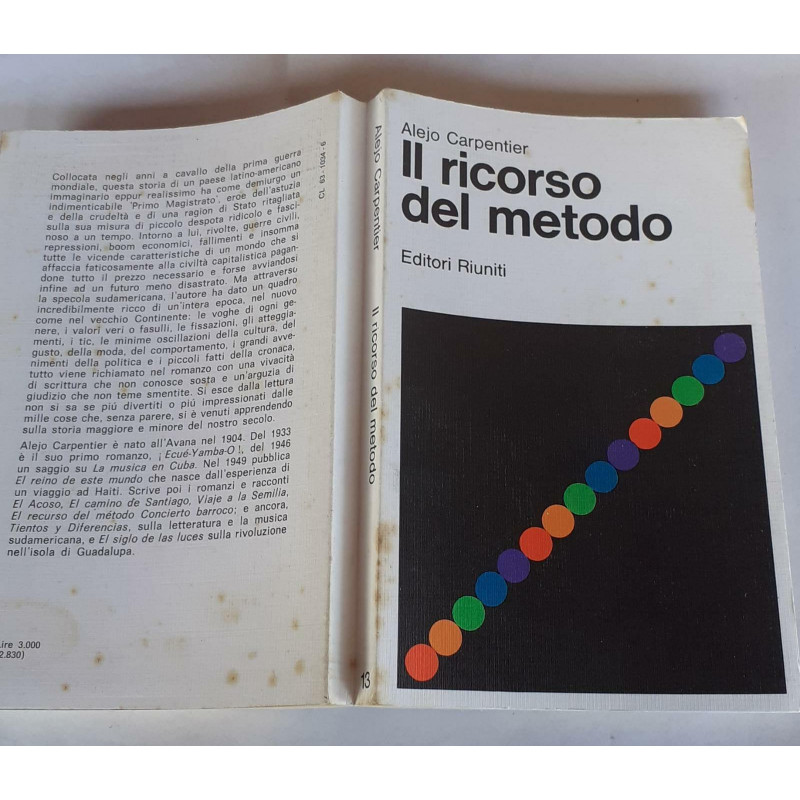 Collocata negli anni a cavallo della prima guerra
mondiale, questa storia di un paese latino-americano
immaginario eppur realissimo ha come demiurgo un
indimenticabile 'Primo Magistrato', eroe dell'astuzia
e della crudeltà e di una ragion di Stato ritagliata
sulla sua misura di piccolo despota ridicolo e fasci-
noso a un tempo. Intorno a lui, rivolte, guerre civili,
repressioni, boom economici, fallimenti e insomma
tutte le vicende caratteristiche di un mondo che si
affaccia faticosamente alla civiltà capitalistica pagan-
done tutto il prezzo necessario e forse avviandosi
infine ad un futuro meno disastrato. Ma attraverso
la specola sudamericana, l'autore ha dato un quadro
incredibilmente ricco di un'intera epoca, nel nuovo
come nel vecchio Continente: le voghe di ogni ge-
nere, i valori veri o fasulli, le fissazioni, gli atteggia-
menti, i tic, le minime oscillazioni della cultura, del
gusto, della moda, del comportamento, i grandi avve-
nimenti della politica e i piccoli fatti della cronaca,
tutto viene richiamato nel romanzo con una vivacità
di scrittura che non conosce sosta e un'arguzia di
giudizio che non teme smentite. Si esce dalla lettura
non si sa se più divertiti o più impressionati dalle
mille cose che, senza parere, si è venuti apprendendo
sulla storia maggiore e minore del nostro secolo.
Alejo Carpentier è nato all'Avana nel 1904. Del 1933
è il suo primo romanzo, ¡Ecué-Yamba-O!, del 1946
un saggio su La musica en Cuba. Nel 1949 pubblica
El reino de este mundo che nasce dall'esperienza di
un viaggio ad Haiti. Scrive poi i romanzi e racconti
El Acoso, El camino de Santiago, Viaje a la Semilia,
El recurso del método Concierto barroco; e ancora,
Tientos y Diferencias, sulla letteratura e la musica
sudamericana, e El siglo de las luces sulla rivoluzione
nell'isola di Guadalupa.
Lire 3.000
2.830)
CL 63-1034-6
Alejo Carpentier Il ricorso del metodo
13
Alejo Carpentier
Il ricorso
del metodo
Editori Riuniti